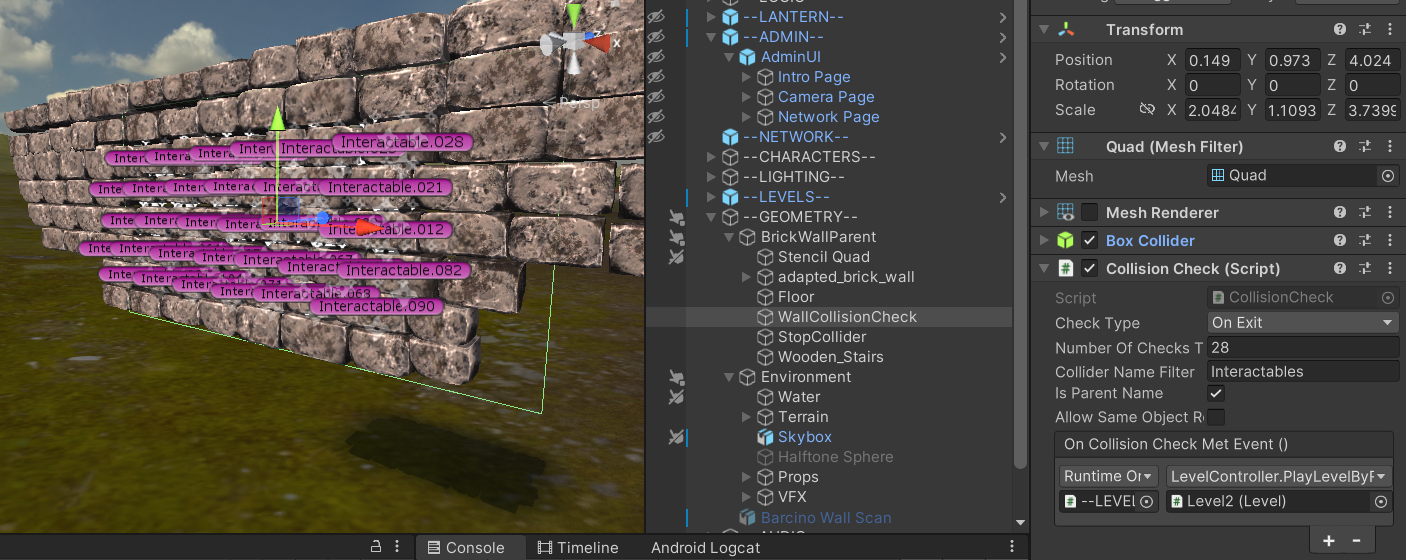 Persp
Interactable.028
Interactable.021
Interactable.012
Interactable.082
Interactable.090
--LANTERN--
--ADMIN--
AdminUI
Intro Page
Camera Page
Network Page
--NETWORK--
--CHARACTERS--
--LIGHTING--
--LEVELS--
--GEOMETRY--
BrickWallParent
Stencil Quad
adapted_brick_wall
Floor
WallCollisionCheck
StopCollider
Wooden_Stairs
Environment
Water
Terrain
Skybox
Halftone Sphere
Props
VFX
Barcino Wall Scan
Console Timeline Android Logcat
Transform
Position X 0.149 Y 0.973 Z 4.024
Rotation X 0 Y 0 Z 0
Scale X 2.0484 Y 1.1093 Z 3.7399
Quad (Mesh Filter)
Mesh Quad
Mesh Renderer
Box Collider
Collision Check (Script)
Script CollisionCheck
Check Type On Exit
Number Of Checks T 28
Collider Name Filter Interactables
Is Parent Name
Allow Same Object R
On Collision Check Met Event ()
Runtime Or LevelController.PlayLevelByF
--LEVEL Level2 (Level)
+ -